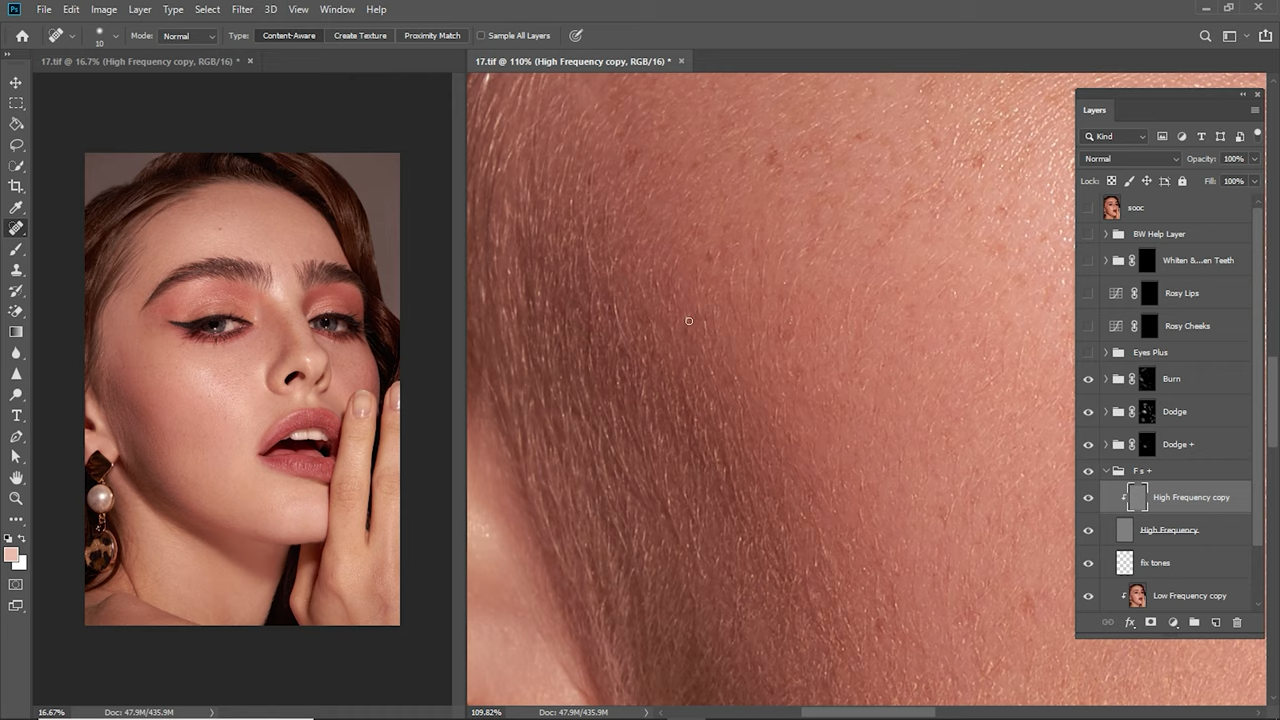 Ps File Edit Image Layer Type Select Filter 3D View Window Help
10 Mode: Normal Type: Content-Aware Create Texture Proximity Match Sample All Layers
17.tif @ 16.7% (High Frequency copy, RGB/16) * × 17.tif @ 110% (High Frequency copy, RGB/16) * ×
Layers
Kind
Normal Opacity: 100%
Lock: Fill: 100%
sooc
BW Help Layer
Whiten &...en Teeth
Rosy Lips
Rosy Cheeks
Eyes Plus
Burn
Dodge
Dodge +
F s +
High Frequency copy
High Frequency
fix tones
Low Frequency copy
fx
16.67% Doc: 47.9M/435.9M 109.82% Doc: 47.9M/435.9M